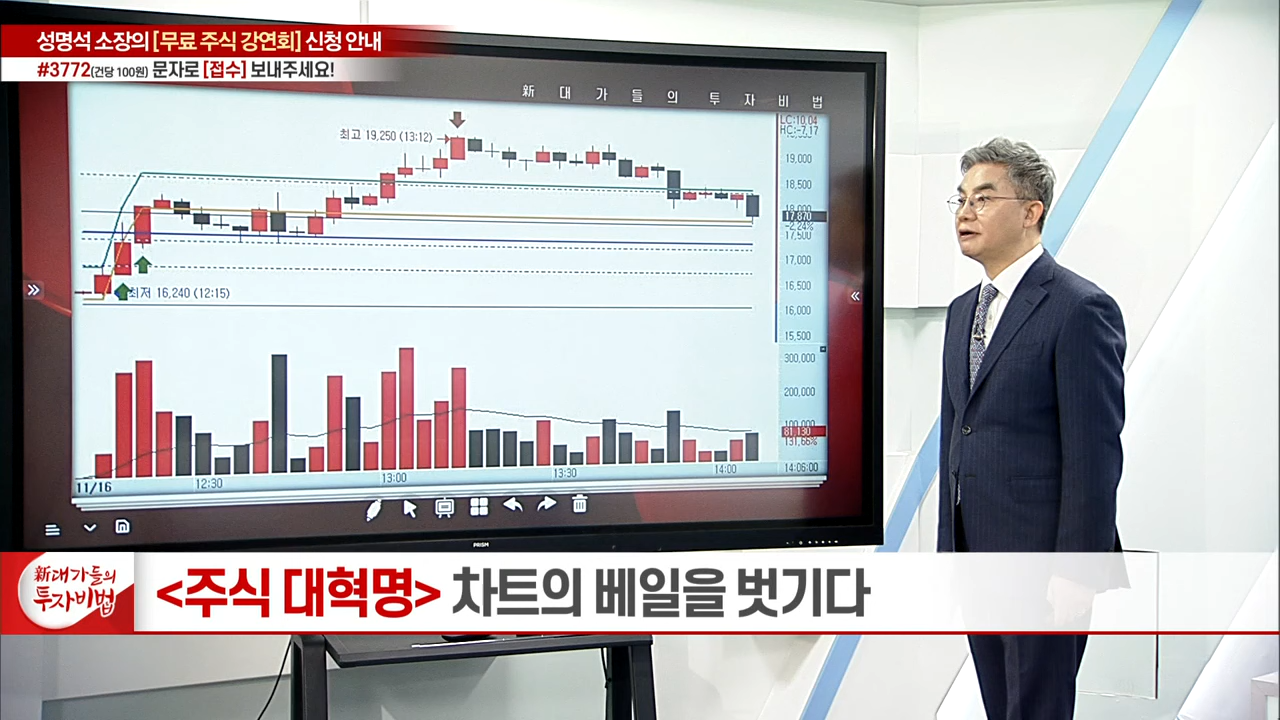 성명석 소장의 [무료 주식 강연회] 신청 안내
#3772(건당 100원) 문자로 [접수] 보내주세요!
新 대 가 들 의 투 자 비 법
LC:10.04
HC:-7.17
최고 19,250 (13:12)
19,000
18,500
18,000
17,870
-2.24%
17,500
17,000
16,500
16,000
15,500
최저 16,240 (12:15)
300,000
200,000
100,000
81,130
131.66%
11/16
12:30
13:00
13:30
14:00
14:06:00
PRISM
新대가들의
투자비법
<주식 대혁명> 차트의 베일을 벗기다